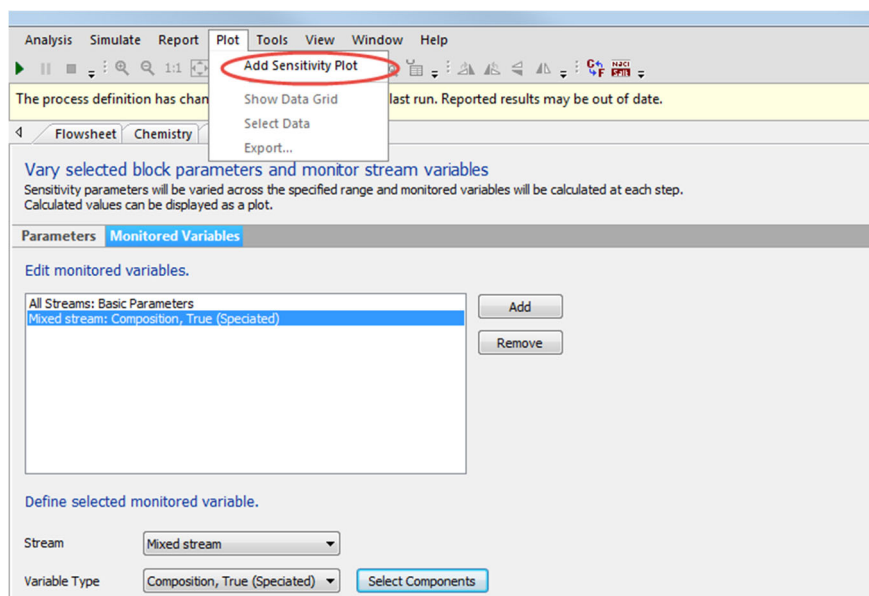 Analysis Simulate Report Plot Tools View Window Help
1:1 Add Sensitivity Plot
The process definition has chan
last run. Reported results may be out of date.
Show Data Grid
Select Data
Export...
Flowsheet Chemistry
Vary selected block parameters and monitor stream variables
Sensitivity parameters will be varied across the specified range and monitored variables will be calculated at each step.
Calculated values can be displayed as a plot.
Parameters Monitored Variables
Edit monitored variables.
All Streams: Basic Parameters
Mixed stream: Composition, True (Speciated)
Add
Remove
Define selected monitored variable.
Stream Mixed stream
Variable Type Composition, True (Speciated) Select Components